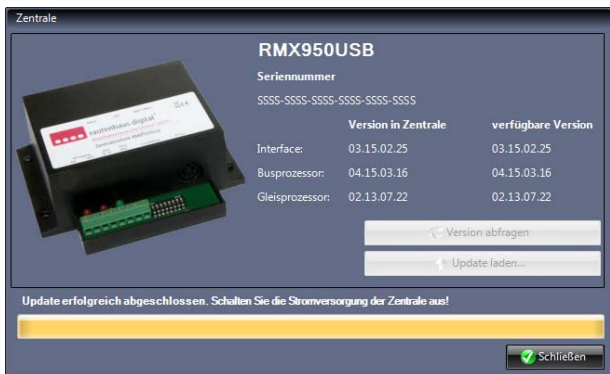 Zentrale
RMX950USB
Seriennummer
SSSS-SSSS-SSSS-SSSS-SSSS-SSSS
Version in Zentrale verfügbare Version
Interface: 03.15.02.25 03.15.02.25
Busprozessor: 04.15.03.16 04.15.03.16
Gleisprozessor: 02.13.07.22 02.13.07.22
rautenhaus digital
Version abfragen
Update laden...
Update erfolgreich abgeschlossen. Schalten Sie die Stromversorgung der Zentrale aus!
Schließen